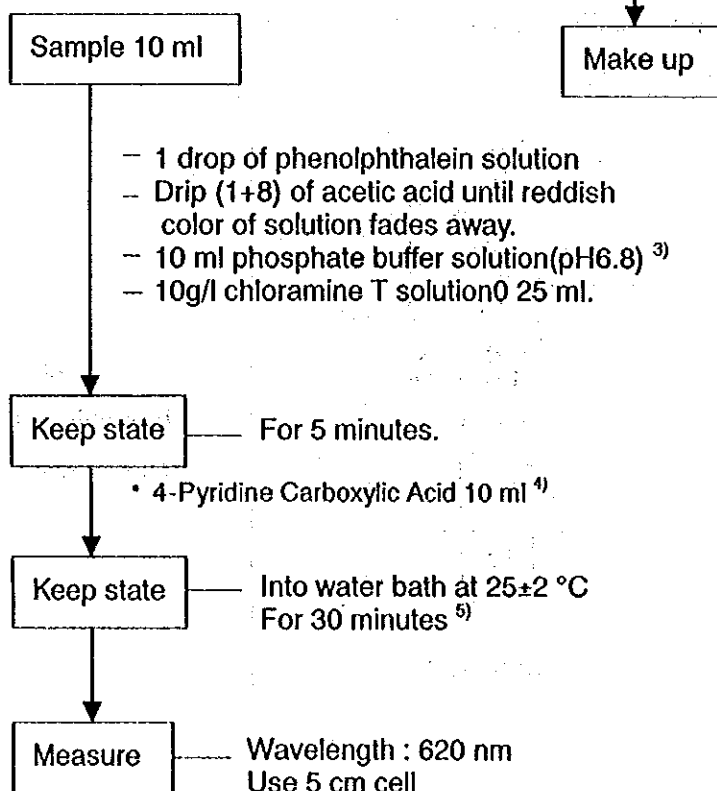 Sample 10 ml
Make up
– 1 drop of phenolphthalein solution
– Drip (1+8) of acetic acid until reddish
color of solution fades away.
– 10 ml phosphate buffer solution(pH6.8) 3)
– 10g/l chloramine T solution0 25 ml.
Keep state
For 5 minutes.
• 4-Pyridine Carboxylic Acid 10 ml 4)
Keep state
Into water bath at 25±2 °C
For 30 minutes 5)
Measure
Wavelength : 620 nm
Use 5 cm cell